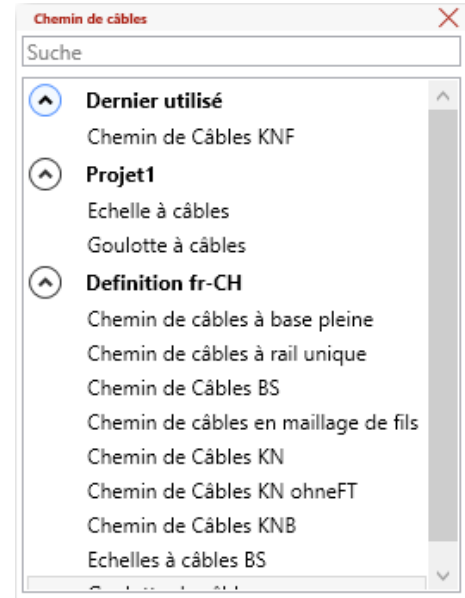 Chemin de câbles
Suche
Dernier utilisé
Chemin de Câbles KNF
Projet1
Echelle à câbles
Goulotte à câbles
Definition fr-CH
Chemin de câbles à base pleine
Chemin de câbles à rail unique
Chemin de Câbles BS
Chemin de câbles en maillage de fils
Chemin de Câbles KN
Chemin de Câbles KN ohneFT
Chemin de Câbles KNB
Echelles à câbles BS